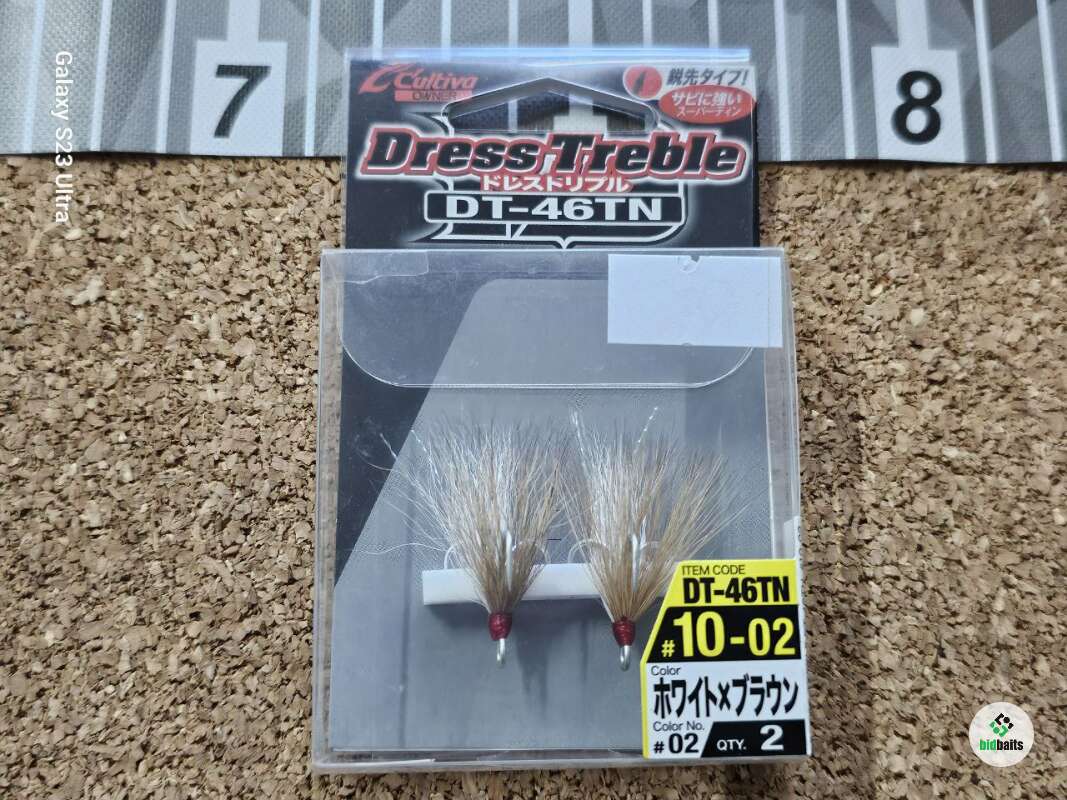 7
8
Galaxy S23 Ultra
Cultiva
OWNER
鋭先タイプ!
サビに強い
スーパーティン
Dress Treble
ドレストリプル
DT-46TN
ITEM CODE
DT-46TN
#10-02
Color
ホワイト×ブラウン
Color No.
#02 QTY. 2
bidbaits